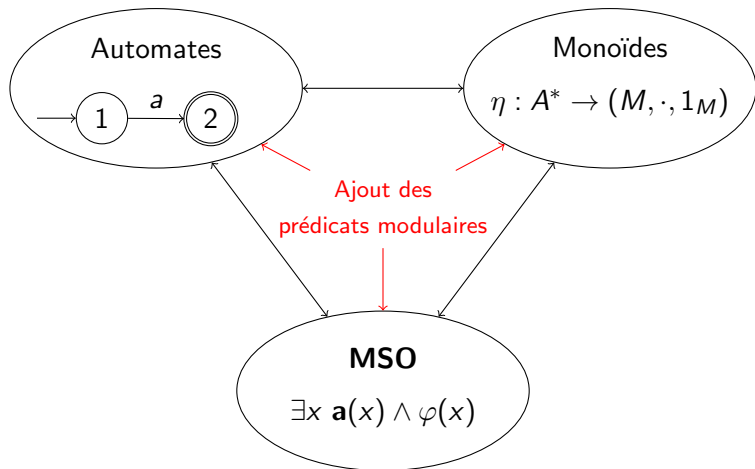 Automates
a
1
2
Monoïdes
η : A* → (M, ·, 1_M)
Ajout des
prédicats modulaires
MSO
∃x a(x) ∧ φ(x)